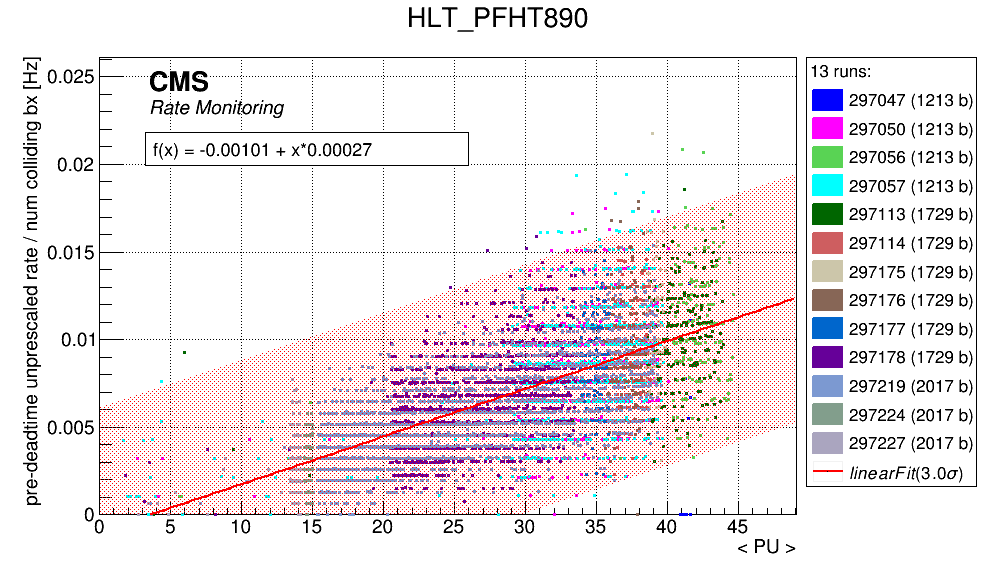 HLT_PFHT890
pre-deadtime unprescaled rate / num colliding bx [Hz]
0.025
0.02
0.015
0.01
0.005
0
CMS
Rate Monitoring
f(x) = -0.00101 + x*0.00027
0 5 10 15 20 25 30 35 40 45
< PU >
13 runs:
297047 (1213 b)
297050 (1213 b)
297056 (1213 b)
297057 (1213 b)
297113 (1729 b)
297114 (1729 b)
297175 (1729 b)
297176 (1729 b)
297177 (1729 b)
297178 (1729 b)
297219 (2017 b)
297224 (2017 b)
297227 (2017 b)
linearFit(3.0σ)